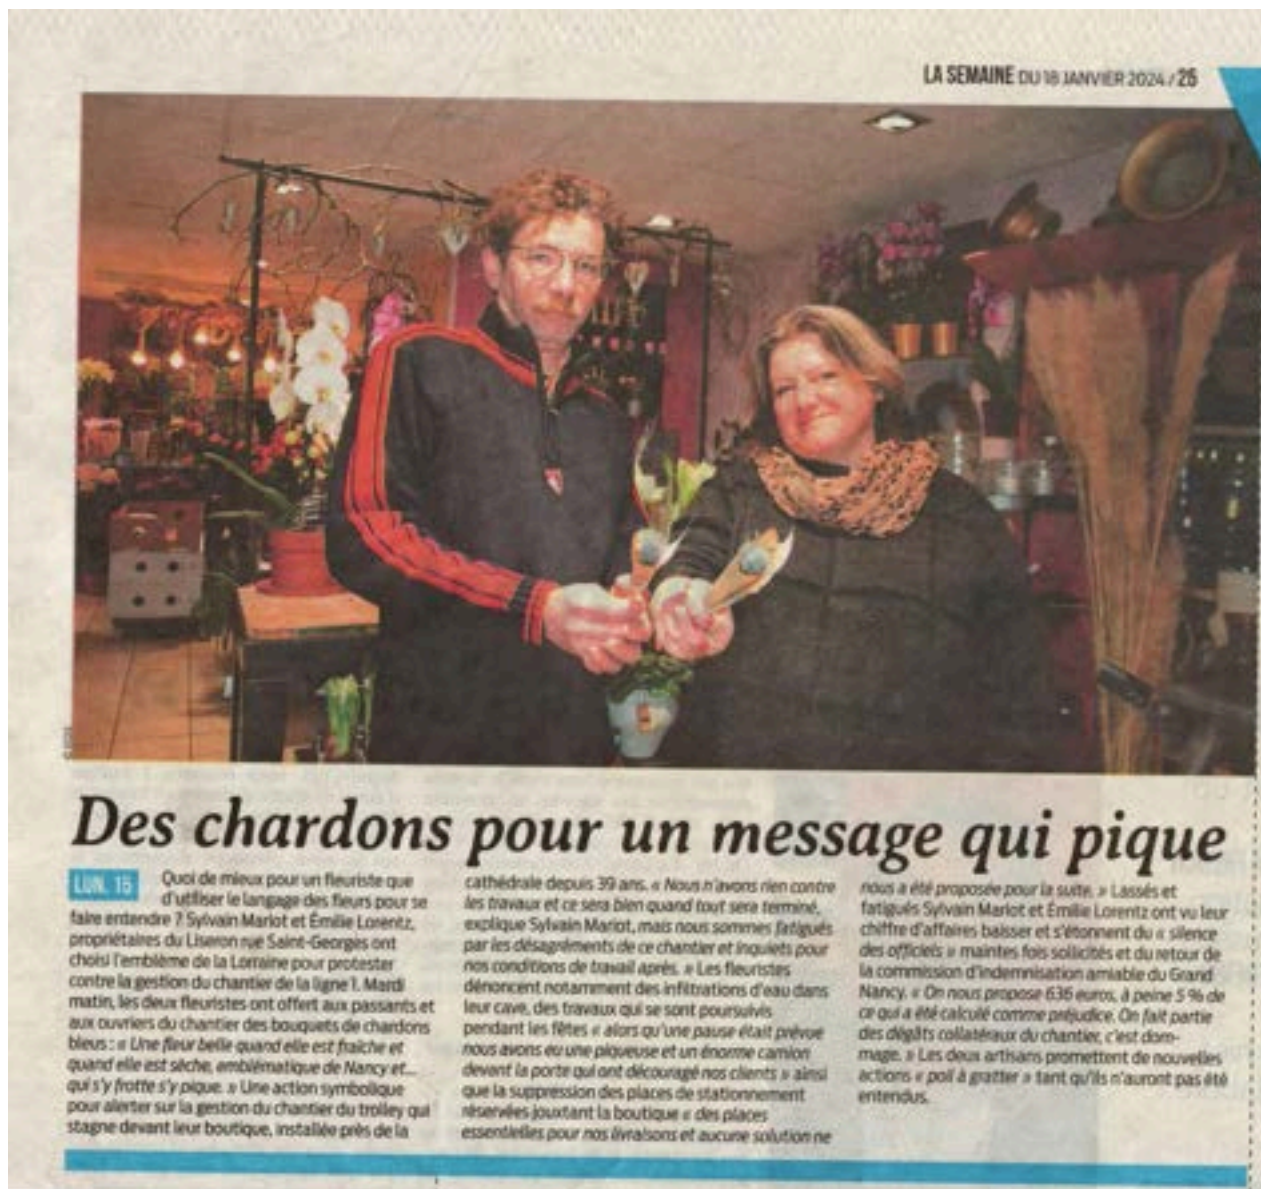 LA SEMAINE DU 18 JANVIER 2024 / 26
Des chardons pour un message qui pique
LUN. 15
Quoi de mieux pour un fleuriste que
d'utiliser le langage des fleurs pour se
faire entendre ? Sylvain Mariot et Émilie Lorentz,
propriétaires du Liseron rue Saint-Georges ont
choisi l'emblème de la Lorraine pour protester
contre la gestion du chantier de la ligne 1. Mardi
matin, les deux fleuristes ont offert aux passants et
aux ouvriers du chantier des bouquets de chardons
bleus : « Une fleur belle quand elle est fraîche et
quand elle est sèche, emblématique de Nancy et...
qui s'y frotte s'y pique. » Une action symbolique
pour alerter sur la gestion du chantier du trolley qui
stagne devant leur boutique, installée près de la
cathédrale depuis 39 ans. « Nous n'avons rien contre
les travaux et ce sera bien quand tout sera terminé,
explique Sylvain Mariot, mais nous sommes fatigués
par les désagréments de ce chantier et inquiets pour
nos conditions de travail après. » Les fleuristes
dénoncent notamment des infiltrations d'eau dans
leur cave, des travaux qui se sont poursuivis
pendant les fêtes « alors qu'une pause était prévue
nous avons eu une piqueuse et un énorme camion
devant la porte qui ont découragé nos clients » ainsi
que la suppression des places de stationnement
réservées jouxtant la boutique « des places
essentielles pour nos livraisons et aucune solution ne
nous a été proposée pour la suite. » Lassés et
fatigués Sylvain Mariot et Émilie Lorentz ont vu leur
chiffre d'affaires baisser et s'étonnent du « silence
des officiels » maintes fois sollicités et du retour de
la commission d'indemnisation amiable du Grand
Nancy. « On nous propose 636 euros, à peine 5 % de
ce qui a été calculé comme préjudice. On fait partie
des dégâts collatéraux du chantier, c'est dom-
mage. » Les deux artisans promettent de nouvelles
actions « poil à gratter » tant qu'ils n'auront pas été
entendus.